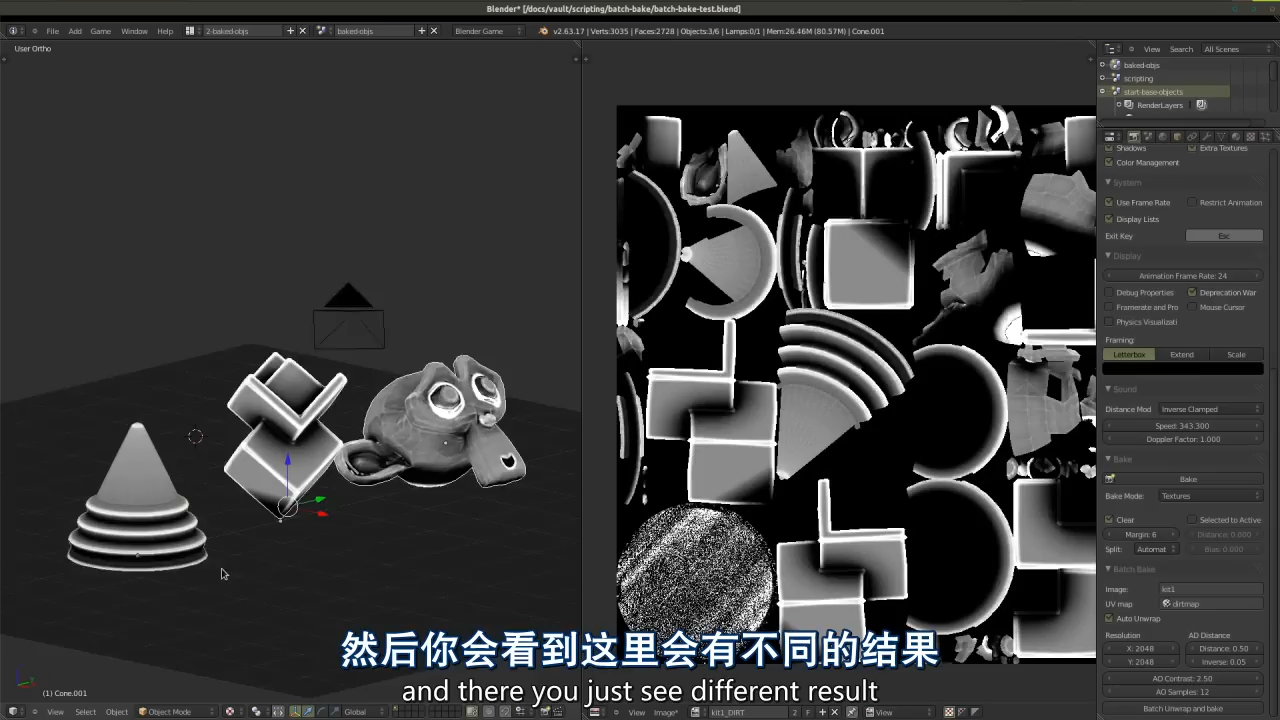 Blender* [/docs/vault/scripting/batch-bake/batch-bake-test.blend]
File Add Game Window Help 2-baked-objs baked-objs Blender Game v2.63.17 | Verts:3035 | Faces:2728 | Objects:3/6 | Lamps:0/1 | Mem:26.46M (80.57M) | Cone.001
User Ortho
View Search All Scenes
baked-objs
scripting
start-base-objects
RenderLayers
Shadows Extra Textures
Color Management
System
Use Frame Rate Restrict Animation
Display Lists
Exit Key Esc
Display
Animation Frame Rate: 24
Debug Properties Deprecation War
Framerate and Pro Mouse Cursor
Physics Visualizati
Framing:
Letterbox Extend Scale
Sound
Distance Mod Inverse Clamped
Speed: 343.300
Doppler Factor: 1.000
Bake
Bake
Bake Mode: Textures
Clear Selected to Active
Margin: 6 Distance: 0.000
Split: Automat Bias: 0.000
Batch Bake
Image: kit1
UV map dirtmap
Auto Unwrap
Resolution AO Distance
X: 2048 Distance: 0.50
Y: 2048 Inverse: 0.05
AO Contrast: 2.50
AO Samples: 12
Batch Unwrap and bake
然后你会看到这里会有不同的结果
and there you just see different result
(1) Cone.001
View Select Object Object Mode Global View Image* kit1_DIRT 2 F View